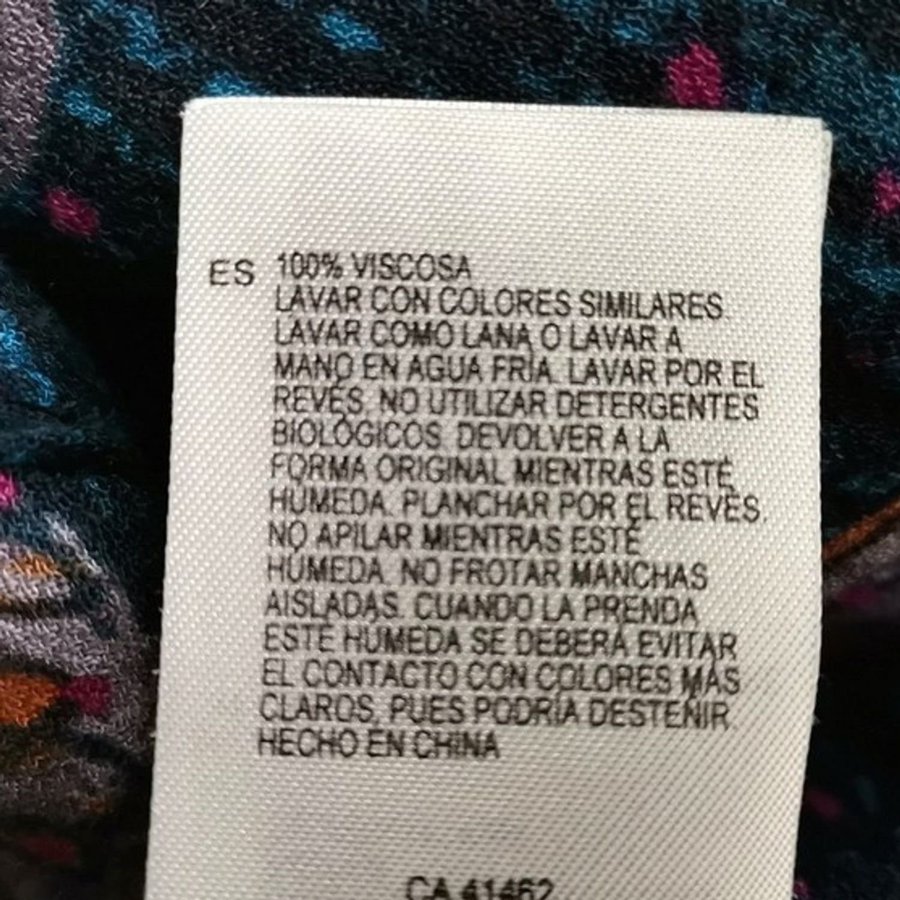 ES 100% VISCOSA
LAVAR CON COLORES SIMILARES.
LAVAR COMO LANA O LAVAR A
MANO EN AGUA FRÍA. LAVAR POR EL
REVÉS. NO UTILIZAR DETERGENTES
BIOLÓGICOS. DEVOLVER A LA
FORMA ORIGINAL MIENTRAS ESTÉ
HÚMEDA. PLANCHAR POR EL REVÉS.
NO APILAR MIENTRAS ESTÉ
HÚMEDA. NO FROTAR MANCHAS
AISLADAS. CUANDO LA PRENDA
ESTÉ HÚMEDA SE DEBERÁ EVITAR
EL CONTACTO CON COLORES MÁS
CLAROS, PUES PODRÍA DESTEÑIR.
HECHO EN CHINA
CA 41462